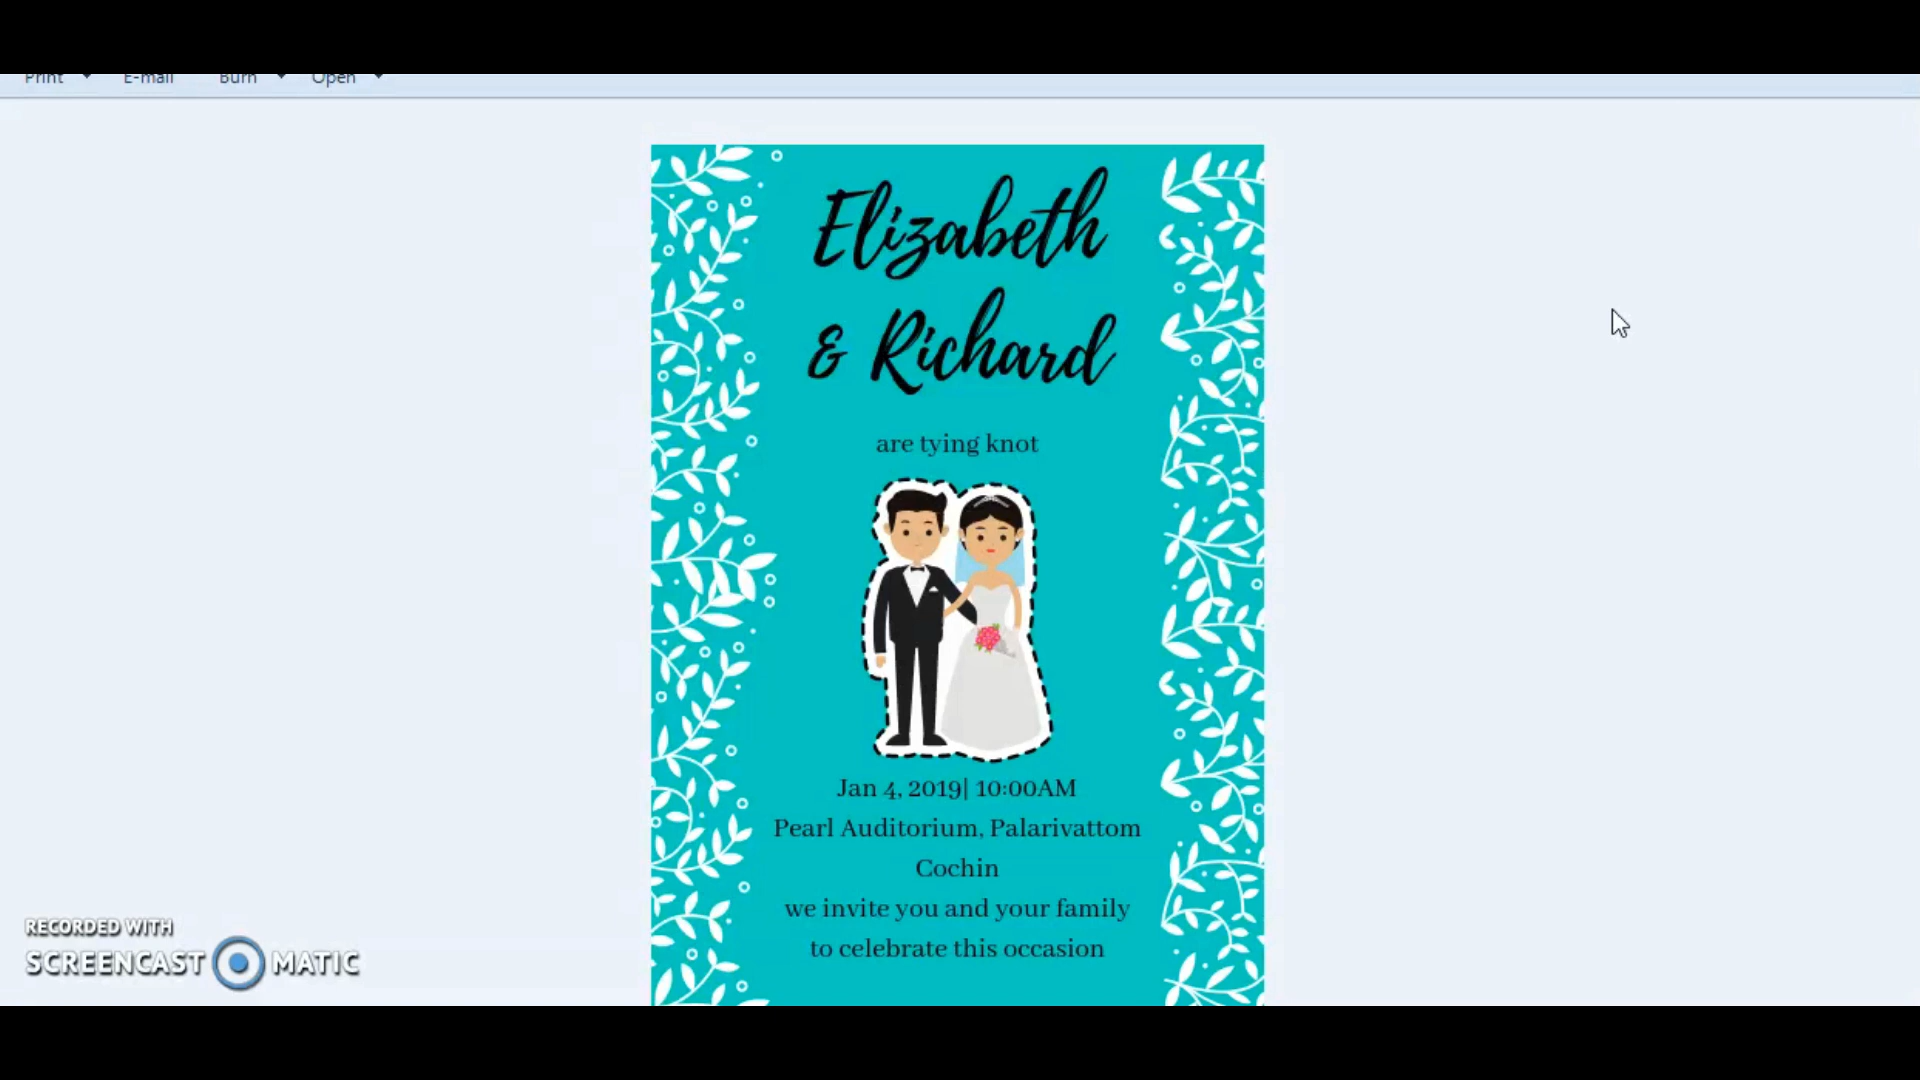 Print E-mail Burn Open
Elizabeth
& Richard
are tying knot
Jan 4, 2019| 10:00AM
Pearl Auditorium, Palarivattom
Cochin
we invite you and your family
to celebrate this occasion
RECORDED WITH
SCREENCAST MATIC